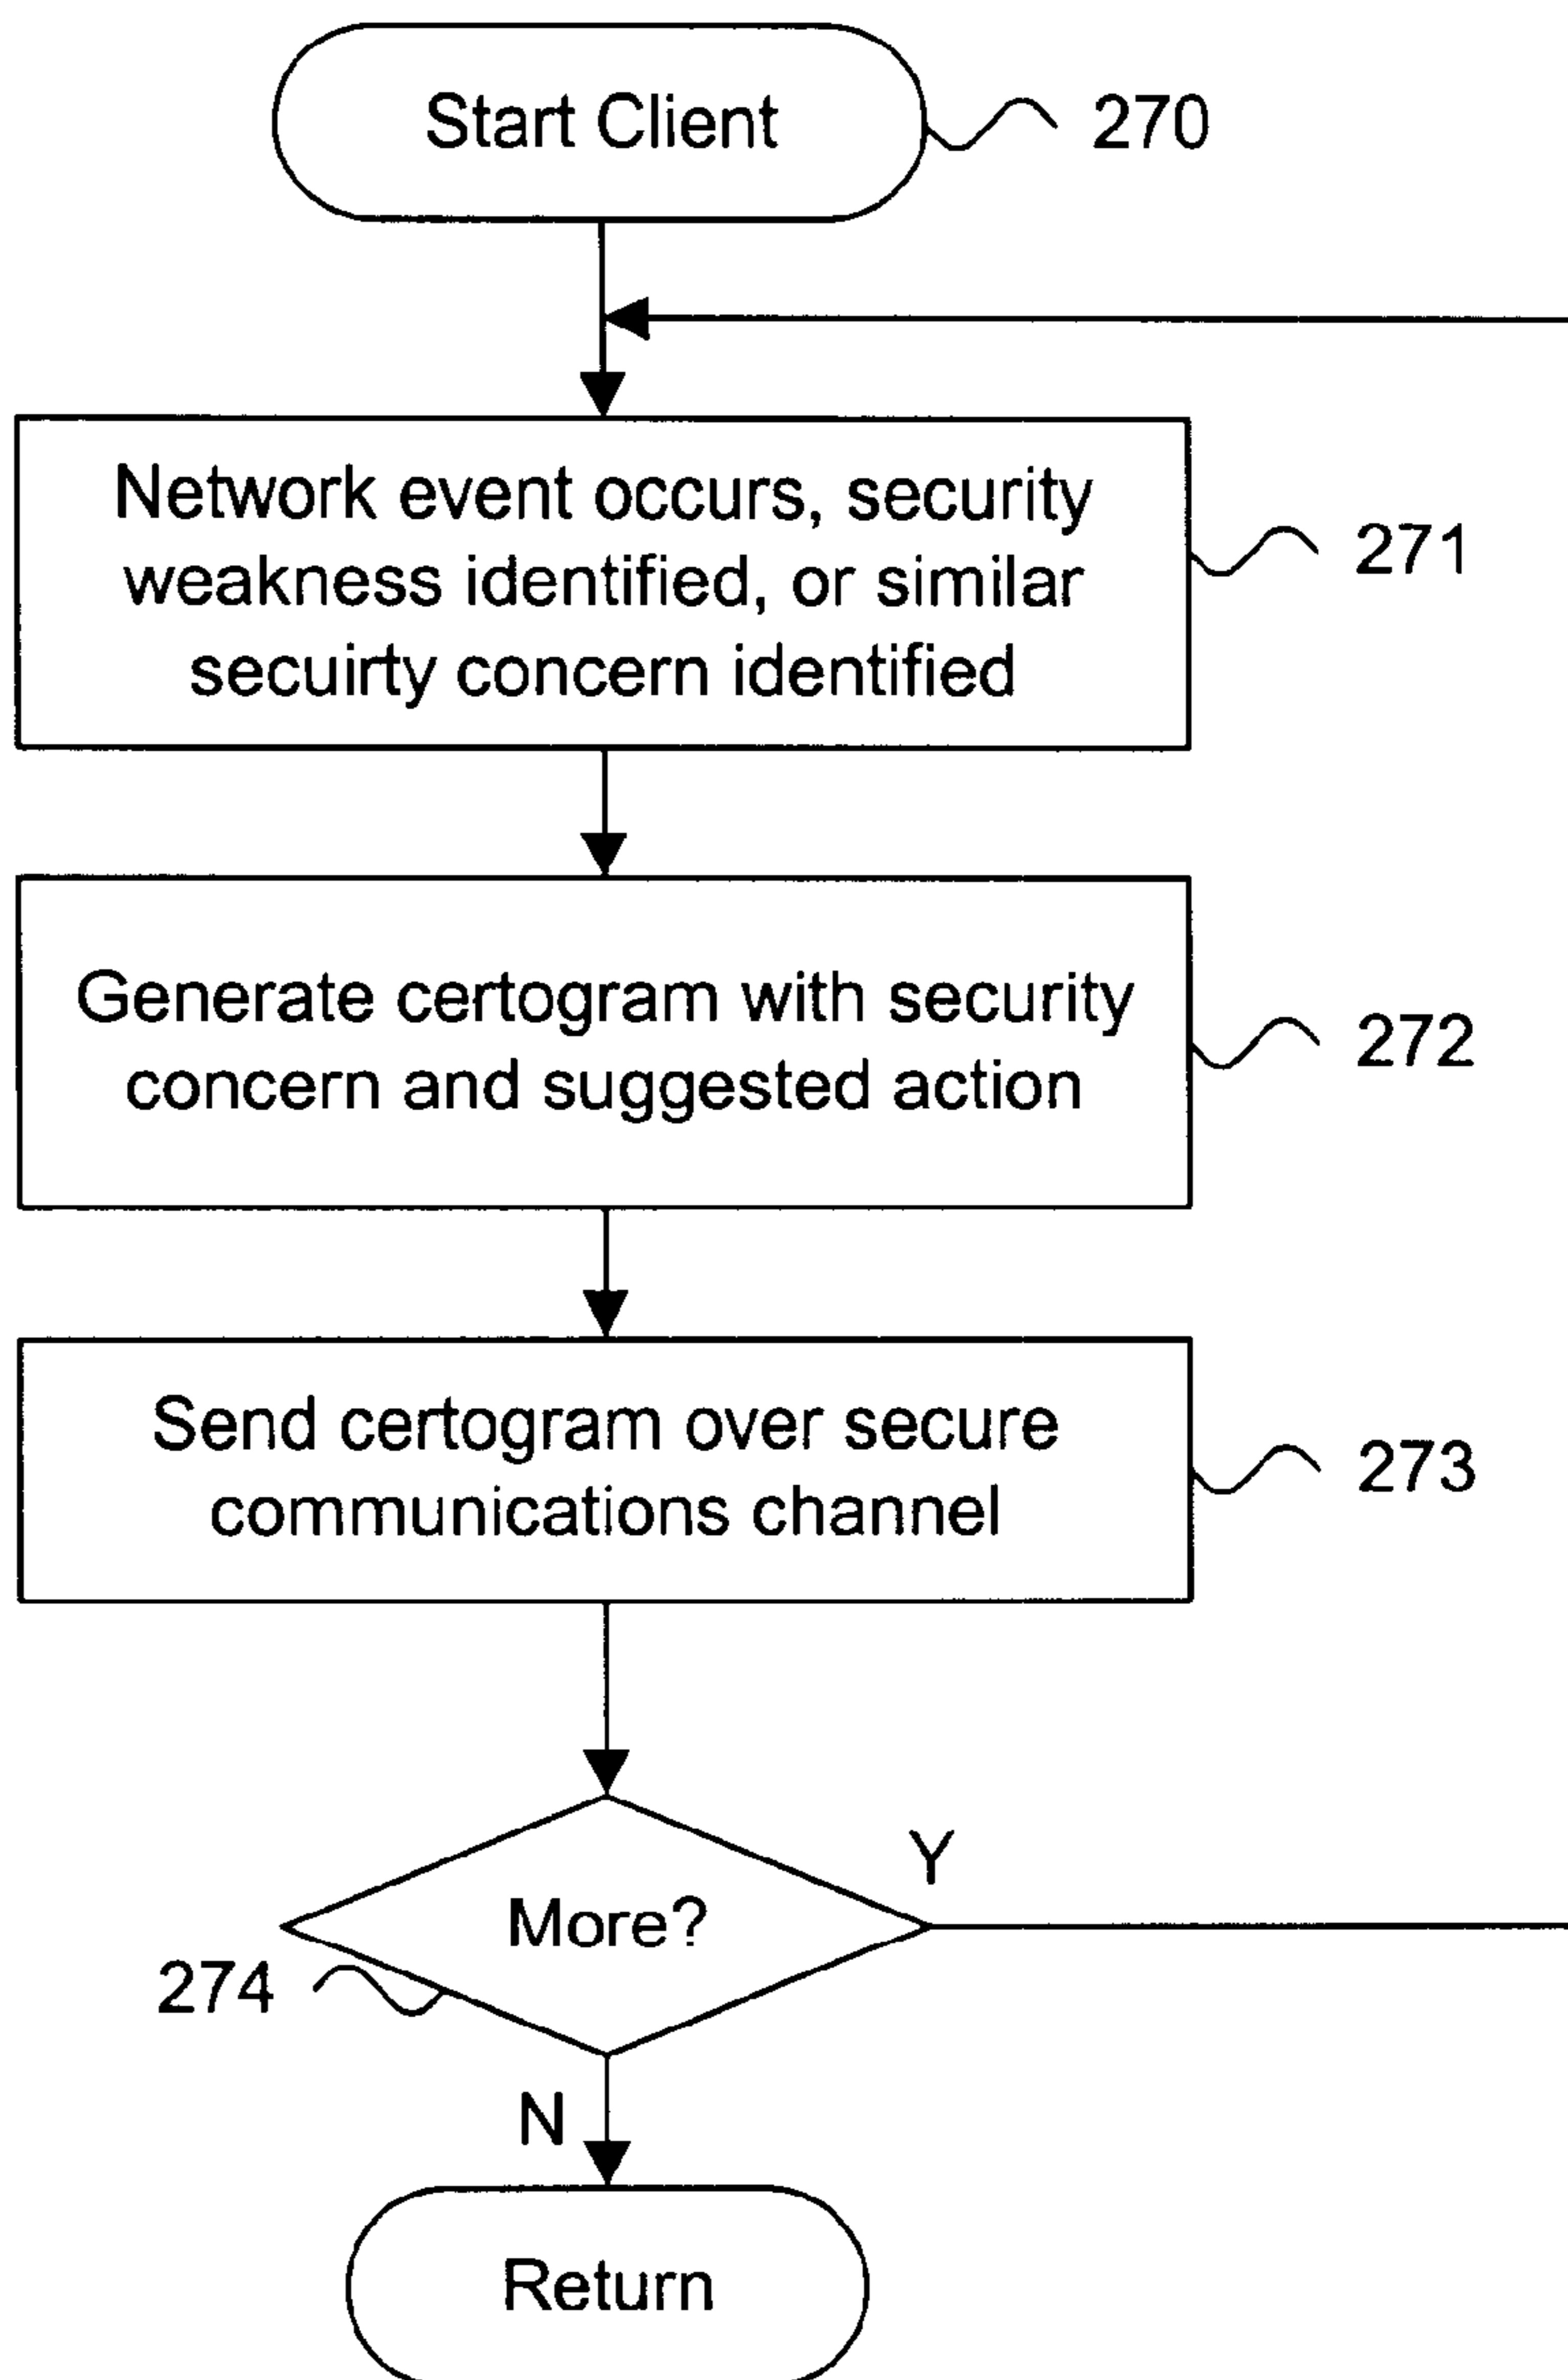 Start Client
270
Network event occurs, security
weakness identified, or similar
secuirty concern identified
271
Generate certogram with security
concern and suggested action
272
Send certogram over secure
communications channel
273
Y
More?
274
N
Return